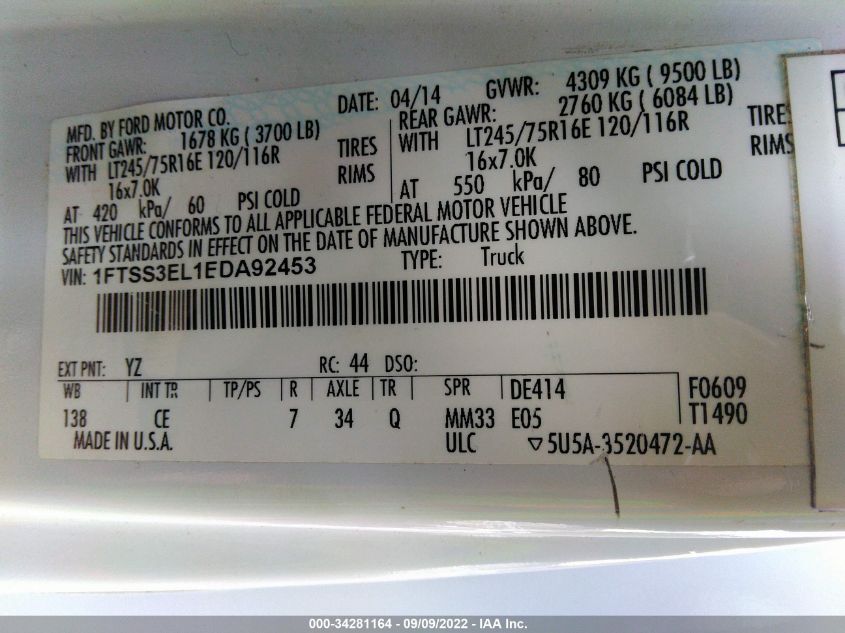 MFD. BY FORD MOTOR CO. DATE: 04/14 GVWR: 4309 KG ( 9500 LB)
FRONT GAWR: 1678 KG ( 3700 LB) REAR GAWR: 2760 KG ( 6084 LB)
WITH LT245/75R16E 120/116R TIRES WITH LT245/75R16E 120/116R TIRES
16x7.0K RIMS 16x7.0K RIMS
AT 420 kPa/ 60 PSI COLD AT 550 kPa/ 80 PSI COLD
THIS VEHICLE CONFORMS TO ALL APPLICABLE FEDERAL MOTOR VEHICLE
SAFETY STANDARDS IN EFFECT ON THE DATE OF MANUFACTURE SHOWN ABOVE.
VIN: 1FTSS3EL1EDA92453 TYPE: Truck
EXT PNT: YZ RC: 44 DSO:
WB INT TR TP/PS R AXLE TR SPR DE414 F0609
138 CE 7 34 Q MM33 E05 T1490
MADE IN U.S.A. ULC ▽5U5A-3520472-AA
000-34281164 - 09/09/2022 - IAA Inc.